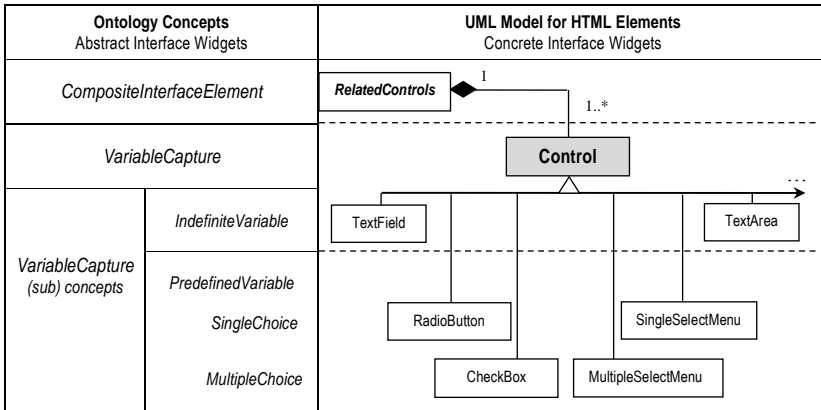 Ontology Concepts
Abstract Interface Widgets
UML Model for HTML Elements
Concrete Interface Widgets
CompositeInterfaceElement
RelatedControls
1
1..*
VariableCapture
Control
...
VariableCapture
(sub) concepts
IndefiniteVariable
TextField
TextArea
PredefinedVariable
SingleChoice
RadioButton
SingleSelectMenu
MultipleChoice
CheckBox
MultipleSelectMenu